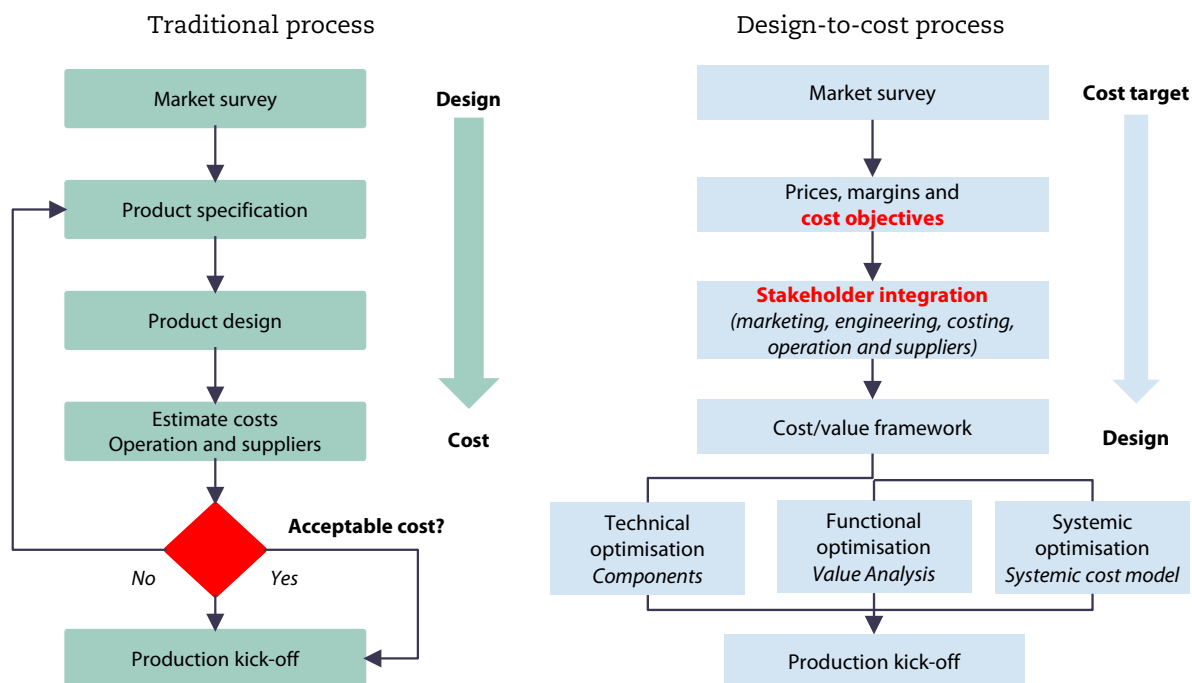 Traditional process
Market survey
Design
Product specification
Product design
Estimate costs
Operation and suppliers
Cost
Acceptable cost?
No
Yes
Production kick-off
Design-to-cost process
Market survey
Cost target
Prices, margins and
cost objectives
Stakeholder integration
(marketing, engineering, costing,
operation and suppliers)
Cost/value framework
Design
Technical
optimisation
Components
Functional
optimisation
Value Analysis
Systemic
optimisation
Systemic cost model
Production kick-off